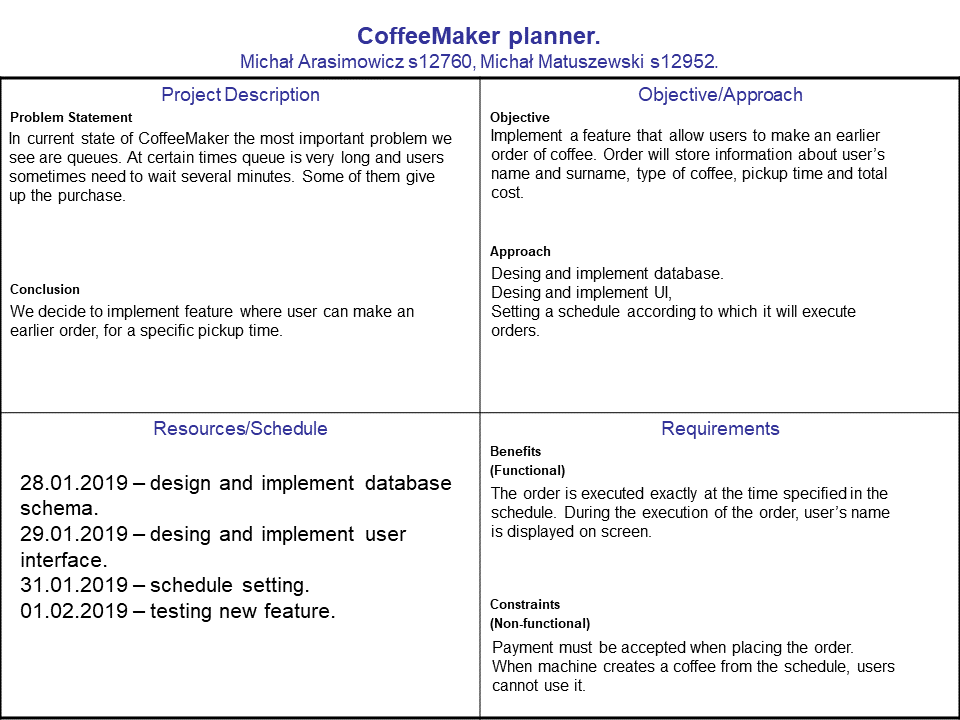 CoffeeMaker planner.
Michał Arasimowicz s12760, Michał Matuszewski s12952.
Project Description
Problem Statement
In current state of CoffeeMaker the most important problem we
see are queues. At certain times queue is very long and users
sometimes need to wait several minutes. Some of them give
up the purchase.
Conclusion
We decide to implement feature where user can make an
earlier order, for a specific pickup time.
Objective/Approach
Objective
Implement a feature that allow users to make an earlier
order of coffee. Order will store information about user’s
name and surname, type of coffee, pickup time and total
cost.
Approach
Desing and implement database.
Desing and implement UI,
Setting a schedule according to which it will execute
orders.
Resources/Schedule
28.01.2019 – design and implement database
schema.
29.01.2019 – desing and implement user
interface.
31.01.2019 – schedule setting.
01.02.2019 – testing new feature.
Requirements
Benefits
(Functional)
The order is executed exactly at the time specified in the
schedule. During the execution of the order, user’s name
is displayed on screen.
Constraints
(Non-functional)
Payment must be accepted when placing the order.
When machine creates a coffee from the schedule, users
cannot use it.